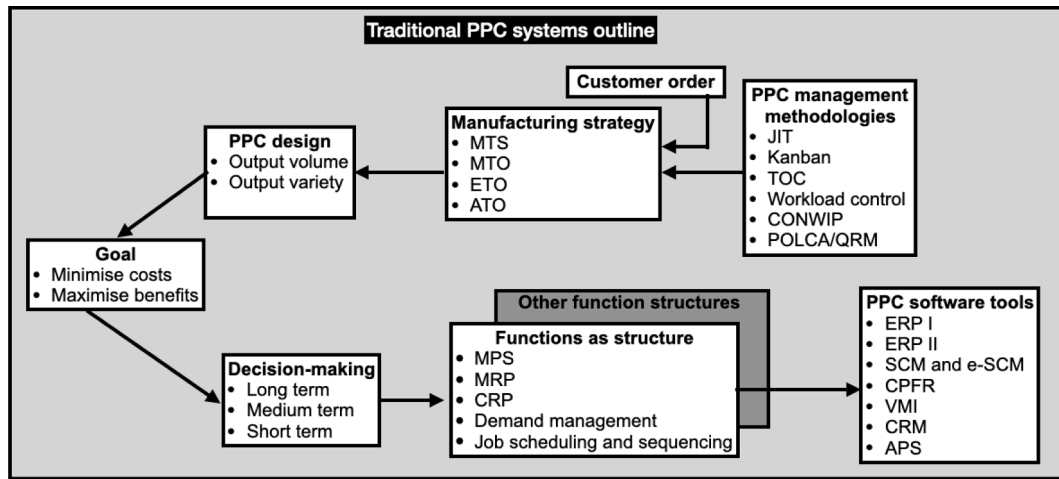 Traditional PPC systems outline
Customer order
PPC management
methodologies
• JIT
• Kanban
• TOC
• Workload control
• CONWIP
• POLCA/QRM
Manufacturing strategy
• MTS
• MTO
• ETO
• ATO
PPC design
• Output volume
• Output variety
Goal
• Minimise costs
• Maximise benefits
Decision-making
• Long term
• Medium term
• Short term
Other function structures
Functions as structure
• MPS
• MRP
• CRP
• Demand management
• Job scheduling and sequencing
PPC software tools
• ERP I
• ERP II
• SCM and e-SCM
• CPFR
• VMI
• CRM
• APS